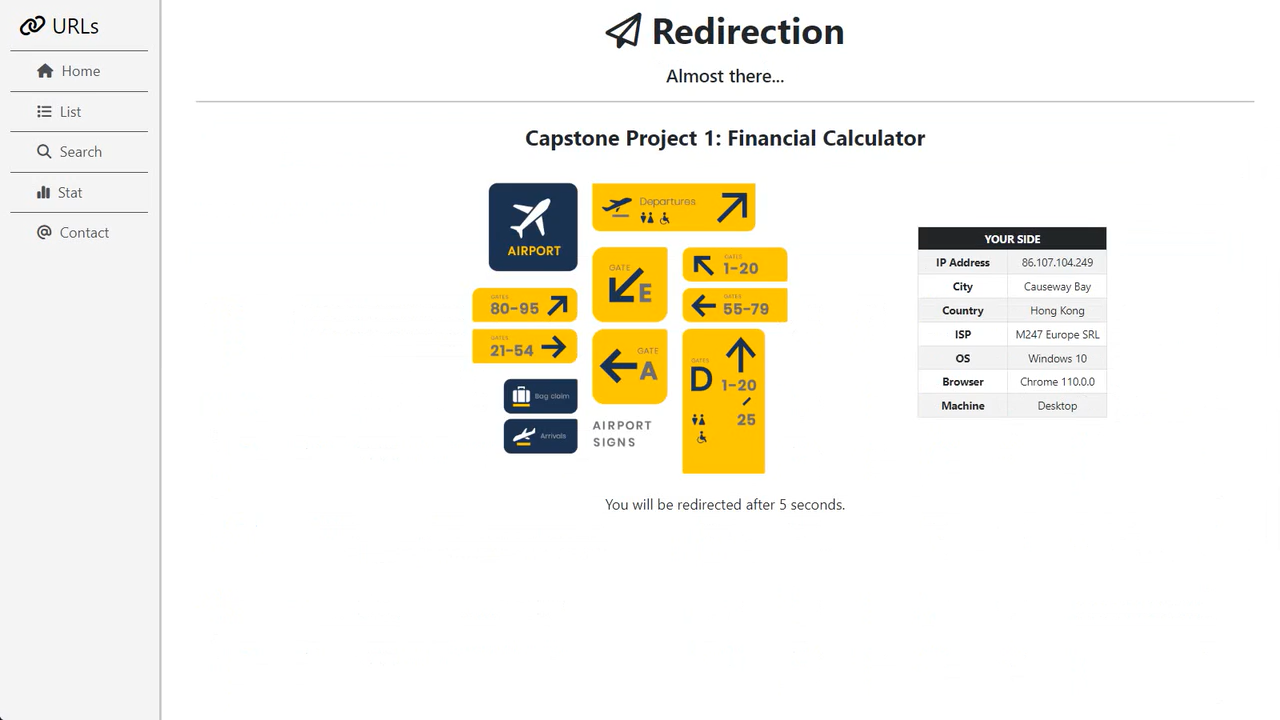 URLs
Home
List
Search
Stat
Contact
Redirection
Almost there...
Capstone Project 1: Financial Calculator
AIRPORT
Departures
GATE
E
GATES
1-20
GATES
80-95
GATES
55-79
GATES
21-54
GATE
A
GATES
D
1-20
25
Bag claim
Arrivals
AIRPORT
SIGNS
YOUR SIDE
IP Address 86.107.104.249
City Causeway Bay
Country Hong Kong
ISP M247 Europe SRL
OS Windows 10
Browser Chrome 110.0.0
Machine Desktop
You will be redirected after 5 seconds.